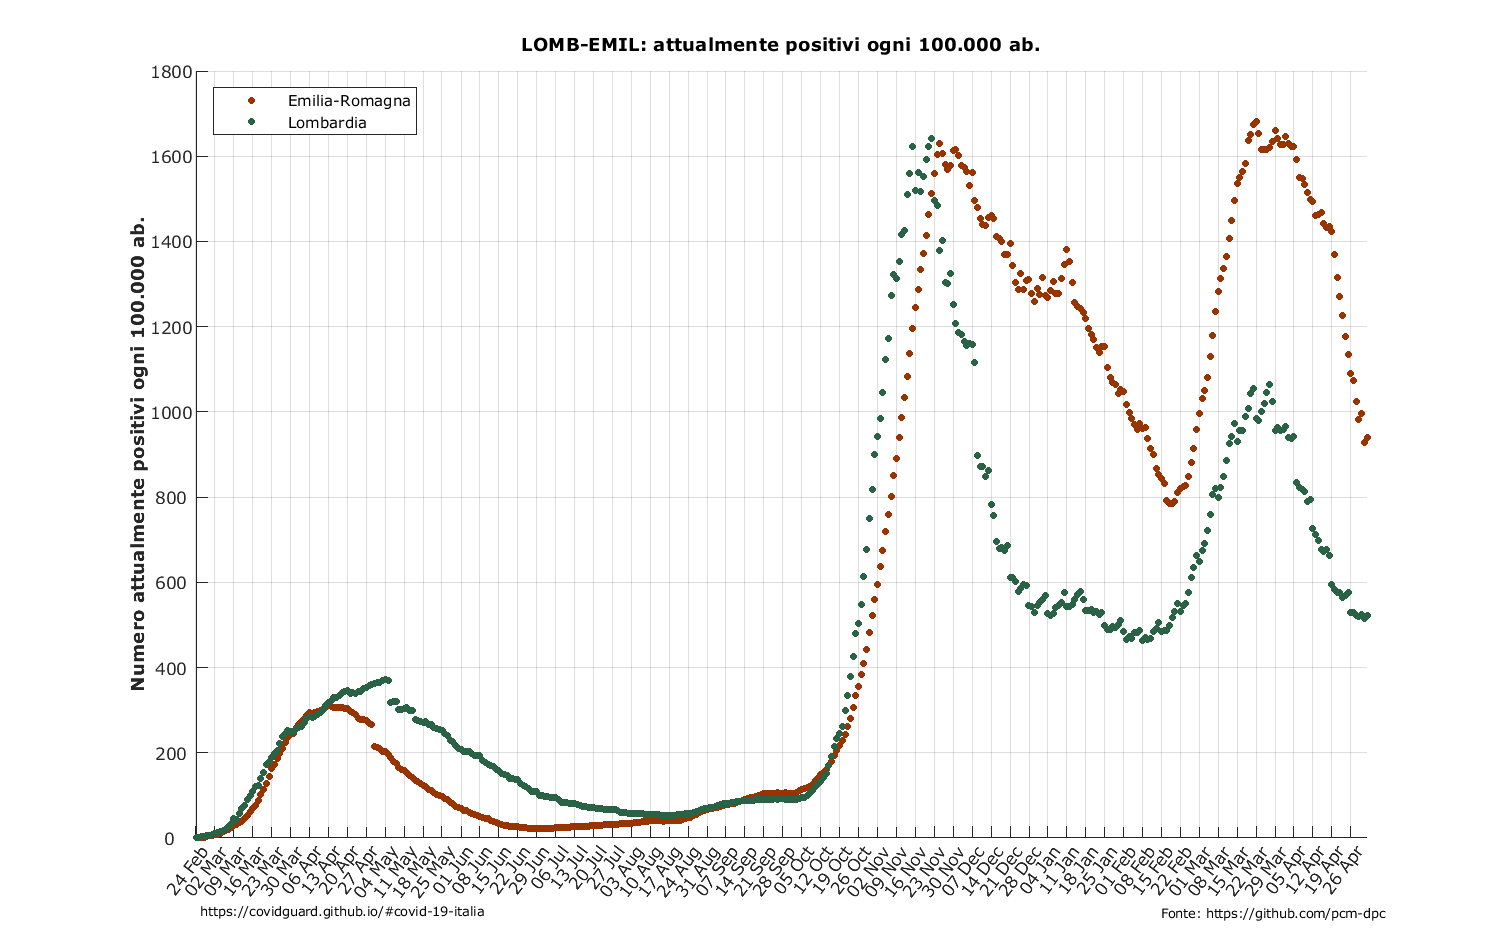 LOMB-EMIL: attualmente positivi ogni 100.000 ab.
Emilia-Romagna
Lombardia
Numero attualmente positivi ogni 100.000 ab.
1800
1600
1400
1200
1000
800
600
400
200
0
24 Feb
02 Mar
09 Mar
16 Mar
23 Mar
30 Mar
06 Apr
13 Apr
20 Apr
27 Apr
04 May
11 May
18 May
25 May
01 Jun
08 Jun
15 Jun
22 Jun
29 Jun
06 Jul
13 Jul
20 Jul
27 Jul
03 Aug
10 Aug
17 Aug
24 Aug
31 Aug
07 Sep
14 Sep
21 Sep
28 Sep
05 Oct
12 Oct
19 Oct
26 Oct
02 Nov
09 Nov
16 Nov
23 Nov
30 Nov
07 Dec
14 Dec
21 Dec
28 Dec
04 Jan
11 Jan
18 Jan
25 Jan
01 Feb
08 Feb
15 Feb
22 Feb
01 Mar
08 Mar
15 Mar
22 Mar
29 Mar
05 Apr
12 Apr
19 Apr
26 Apr
https://covidguard.github.io/#covid-19-italia
Fonte: https://github.com/pcm-dpc